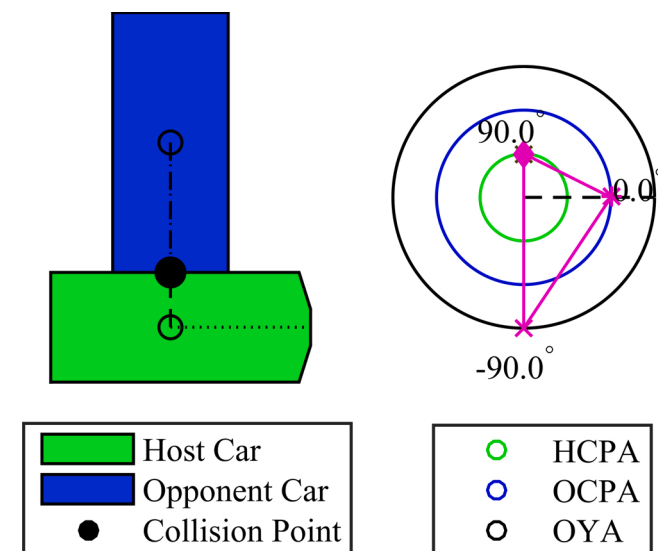 90.0°
0.0°
-90.0°
Host Car
Opponent Car
Collision Point
HCPA
OCPA
OYA